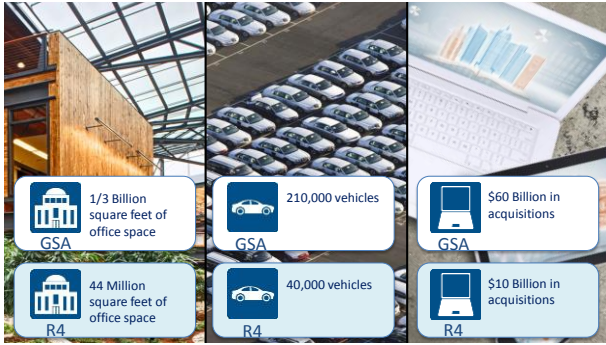 1/3 Billion
square feet of
office space
GSA
210,000 vehicles
GSA
$60 Billion in
acquisitions
GSA
44 Million
square feet of
office space
R4
40,000 vehicles
R4
$10 Billion in
acquisitions
R4